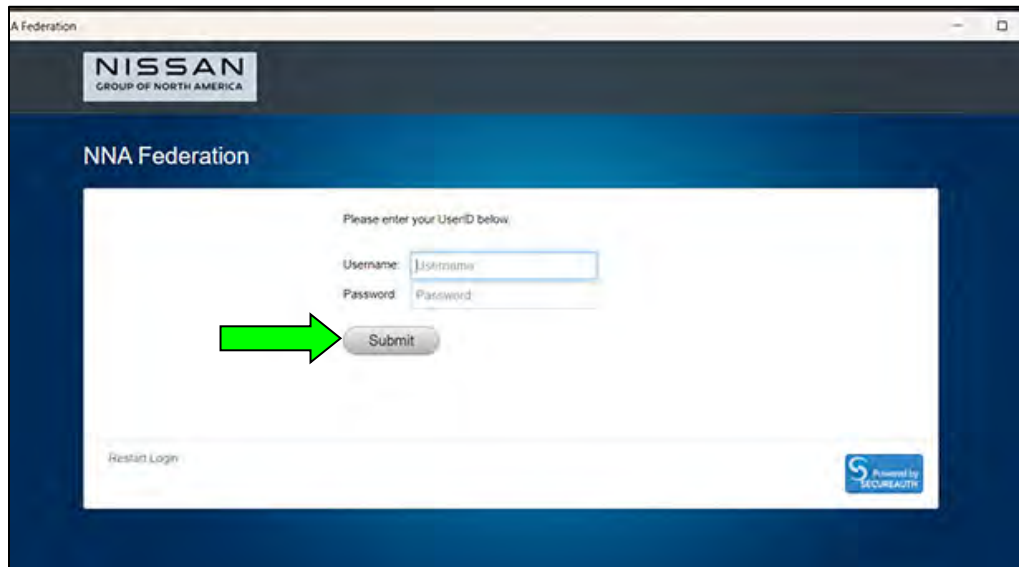 A Federation
NISSAN
GROUP OF NORTH AMERICA
NNA Federation
Please enter your UserID below.
Username: Username
Password: Password
Submit
Restart Login
Powered by
SECUREAUTH